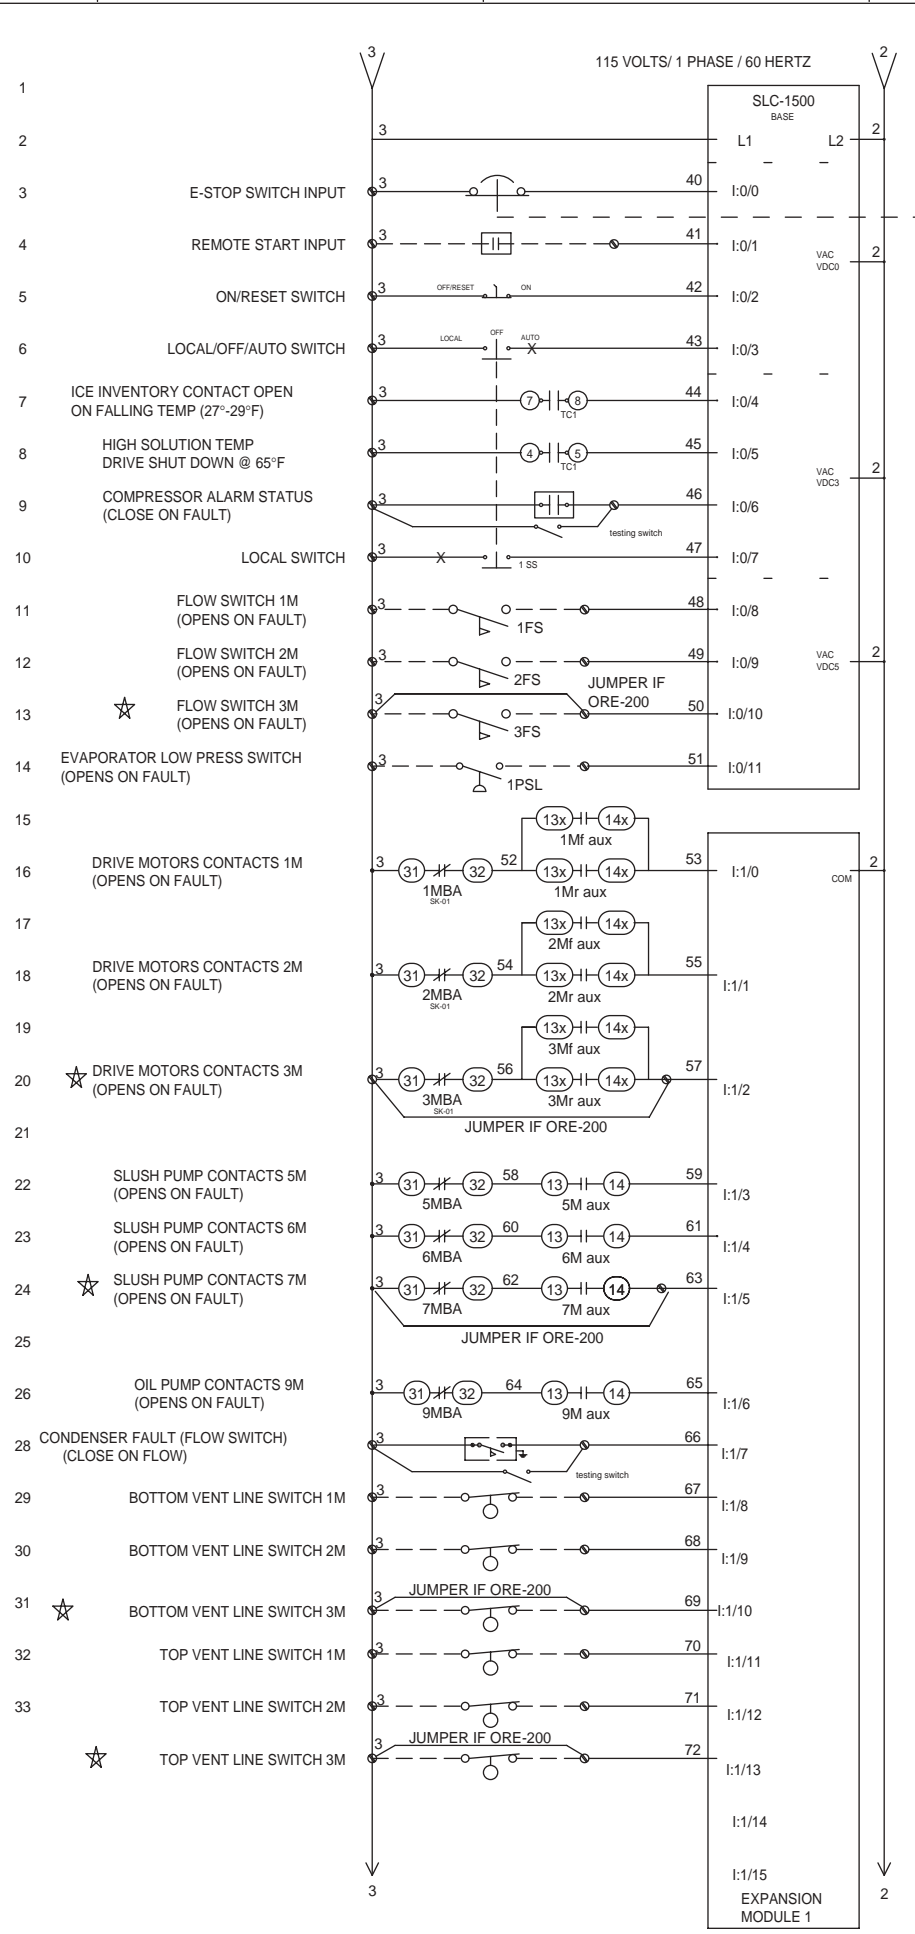 3
115 VOLTS/ 1 PHASE / 60 HERTZ
2
1
SLC-1500
BASE
2
3
L1
L2
2
3
E-STOP SWITCH INPUT
3
40
I:0/0
4
REMOTE START INPUT
3
41
I:0/1
VAC
VDC0
2
5
ON/RESET SWITCH
3
OFF/RESET
ON
42
I:0/2
6
LOCAL/OFF/AUTO SWITCH
3
LOCAL
OFF
AUTO
X
43
I:0/3
7
ICE INVENTORY CONTACT OPEN
ON FALLING TEMP (27°-29°F)
3
7
8
TC1
44
I:0/4
8
HIGH SOLUTION TEMP
DRIVE SHUT DOWN @ 65°F
3
4
5
TC1
45
I:0/5
VAC
VDC3
2
9
COMPRESSOR ALARM STATUS
(CLOSE ON FAULT)
3
46
I:0/6
testing switch
10
LOCAL SWITCH
3
X
1 SS
47
I:0/7
11
FLOW SWITCH 1M
(OPENS ON FAULT)
3
1FS
48
I:0/8
12
FLOW SWITCH 2M
(OPENS ON FAULT)
3
2FS
49
I:0/9
VAC
VDC5
2
JUMPER IF
ORE-200
13
FLOW SWITCH 3M
(OPENS ON FAULT)
3
3FS
50
I:0/10
14
EVAPORATOR LOW PRESS SWITCH
(OPENS ON FAULT)
3
1PSL
51
I:0/11
15
13x
14x
1Mf aux
16
DRIVE MOTORS CONTACTS 1M
(OPENS ON FAULT)
3
31
32
1MBA
SK-01
52
13x
14x
1Mr aux
53
I:1/0
COM
2
17
13x
14x
2Mf aux
18
DRIVE MOTORS CONTACTS 2M
(OPENS ON FAULT)
3
31
32
2MBA
SK-01
54
13x
14x
2Mr aux
55
I:1/1
19
13x
14x
3Mf aux
20
DRIVE MOTORS CONTACTS 3M
(OPENS ON FAULT)
3
31
32
3MBA
SK-01
56
13x
14x
3Mr aux
57
I:1/2
21
JUMPER IF ORE-200
22
SLUSH PUMP CONTACTS 5M
(OPENS ON FAULT)
3
31
32
5MBA
58
13
14
5M aux
59
I:1/3
23
SLUSH PUMP CONTACTS 6M
(OPENS ON FAULT)
3
31
32
6MBA
60
13
14
6M aux
61
I:1/4
24
SLUSH PUMP CONTACTS 7M
(OPENS ON FAULT)
3
31
32
7MBA
62
13
14
7M aux
63
I:1/5
25
JUMPER IF ORE-200
26
OIL PUMP CONTACTS 9M
(OPENS ON FAULT)
3
31
32
9MBA
64
13
14
9M aux
65
I:1/6
28
CONDENSER FAULT (FLOW SWITCH)
(CLOSE ON FLOW)
3
66
I:1/7
testing switch
29
BOTTOM VENT LINE SWITCH 1M
3
67
I:1/8
30
BOTTOM VENT LINE SWITCH 2M
3
68
I:1/9
31
BOTTOM VENT LINE SWITCH 3M
3
JUMPER IF ORE-200
69
I:1/10
32
TOP VENT LINE SWITCH 1M
3
70
I:1/11
33
TOP VENT LINE SWITCH 2M
3
71
I:1/12
TOP VENT LINE SWITCH 3M
3
JUMPER IF ORE-200
72
I:1/13
I:1/14
I:1/15
3
EXPANSION
MODULE 1
2